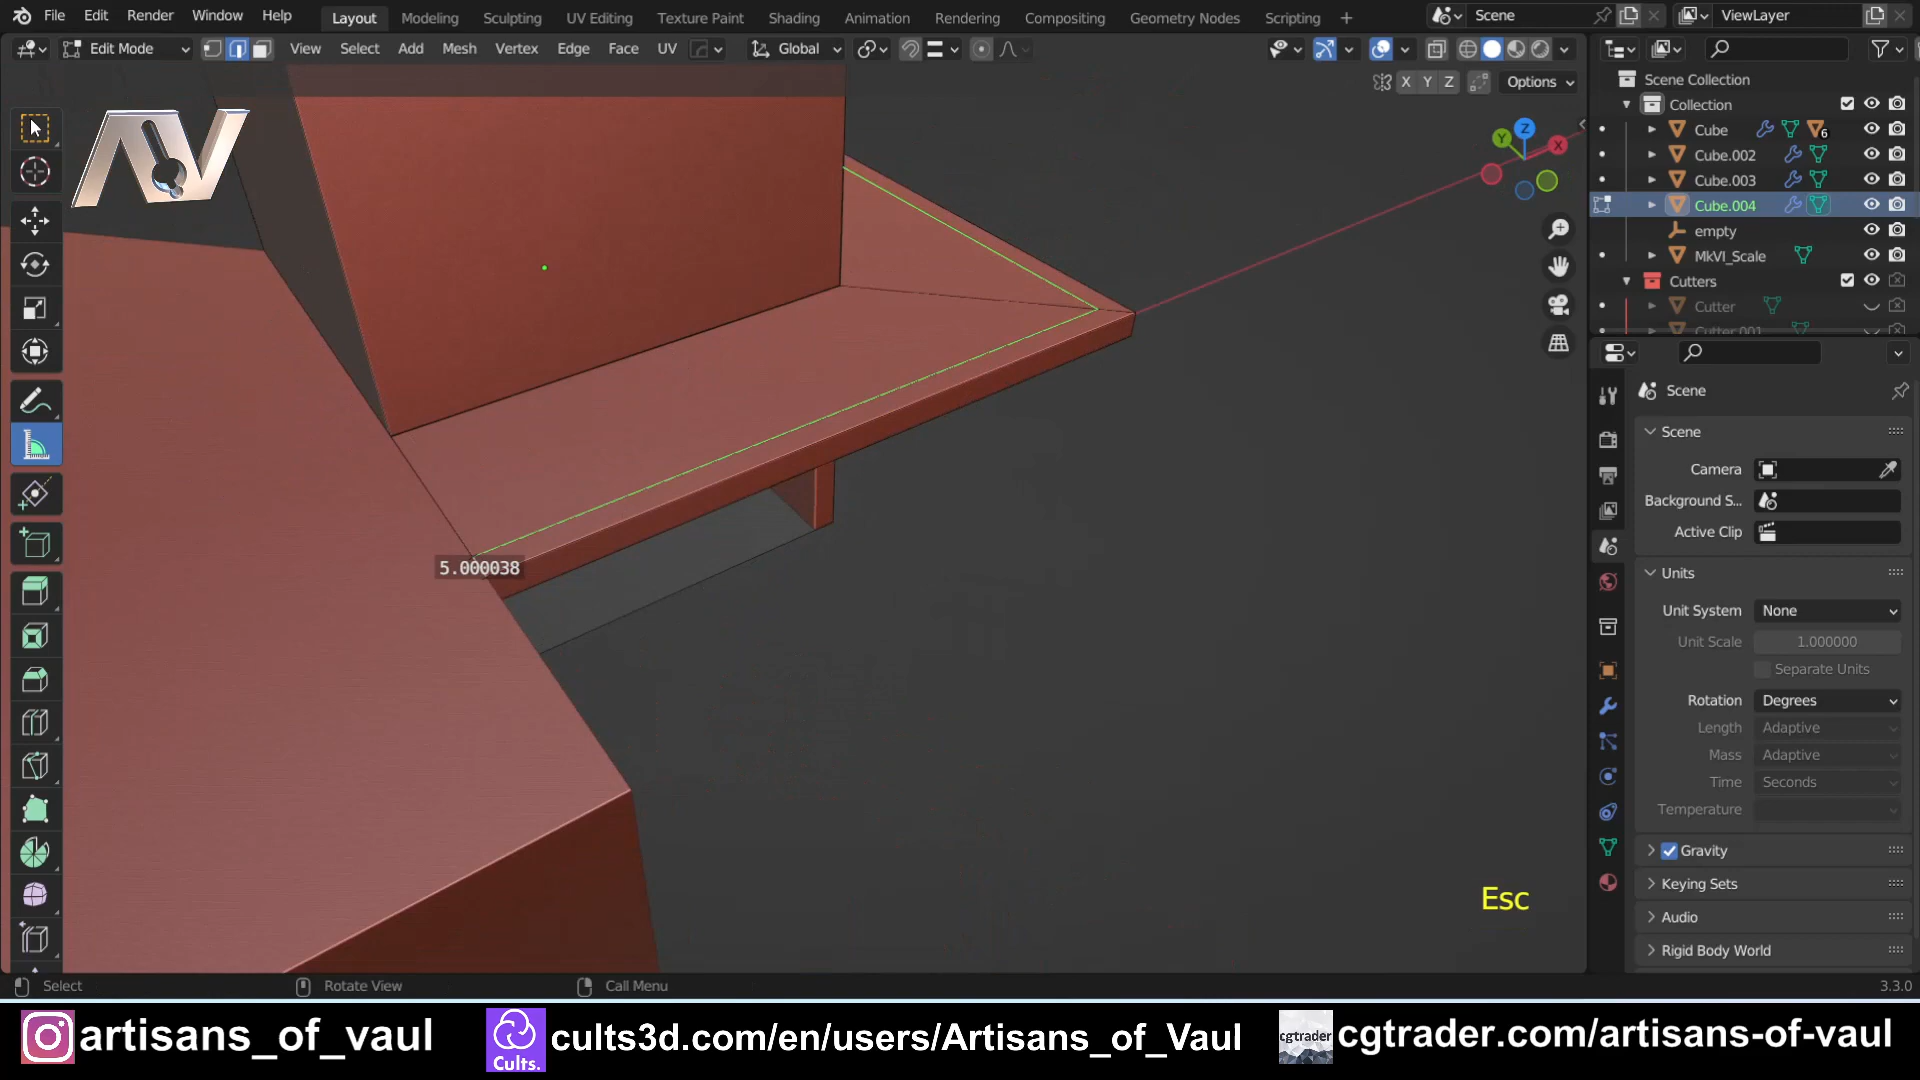 File Edit Render Window Help Layout Modeling Sculpting UV Editing Texture Paint Shading Animation Rendering Compositing Geometry Nodes Scripting + Scene ViewLayer
Edit Mode View Select Add Mesh Vertex Edge Face UV Global
X Y Z Options
Scene Collection
Collection
Cube 6
Cube.002
Cube.003
Cube.004
empty
MkVI_Scale
Cutters
Cutter
Cutter.001
AV
Z
Y X
5.000038
Esc
Scene
Scene
Camera
Background S...
Active Clip
Units
Unit System None
Unit Scale 1.000000
Separate Units
Rotation Degrees
Length Adaptive
Mass Adaptive
Time Seconds
Temperature
Gravity
Keying Sets
Audio
Rigid Body World
Select Rotate View Call Menu 3.3.0
artisans_of_vaul Cults. cults3d.com/en/users/Artisans_of_Vaul cgtrader cgtrader.com/artisans-of-vaul